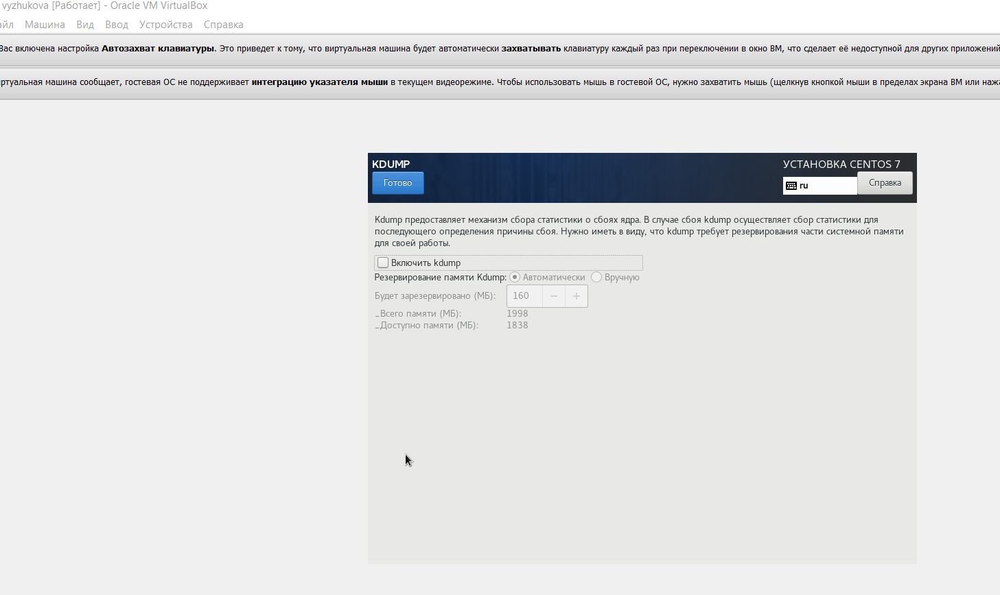 vyzhukova [Работает] - Oracle VM VirtualBox
Машина Вид Ввод Устройства Справка
Вас включена настройка Автозахват клавиатуры. Это приведет к тому, что виртуальная машина будет автоматически захватывать клавиатуру каждый раз при переключении в окно ВМ, что сделает её недоступной для других приложений
машина сообщает, гостевая ОС не поддерживает интеграцию указателя мыши в текущем видеорежиме. Чтобы использовать мышь в гостевой ОС, нужно захватить мышь (щелкнув кнопкой мыши в пределах экрана ВМ или
KDUMP
УСТАНОВКА CENTOS 7
Готово
ru
Справка
Kdump предоставляет механизм сбора статистики о сбоях ядра. В случае сбоя kdump осуществляет сбор статистики для
последующего определения причины сбоя. Нужно иметь в виду, что kdump требует резервирования части системной памяти
для своей работы.
Включить kdump
Резервирование памяти Kdump: Автоматически Вручную
Будет зарезервировано (МБ): 160 − +
_Всего памяти (МБ): 1998
_Доступно памяти (МБ): 1838